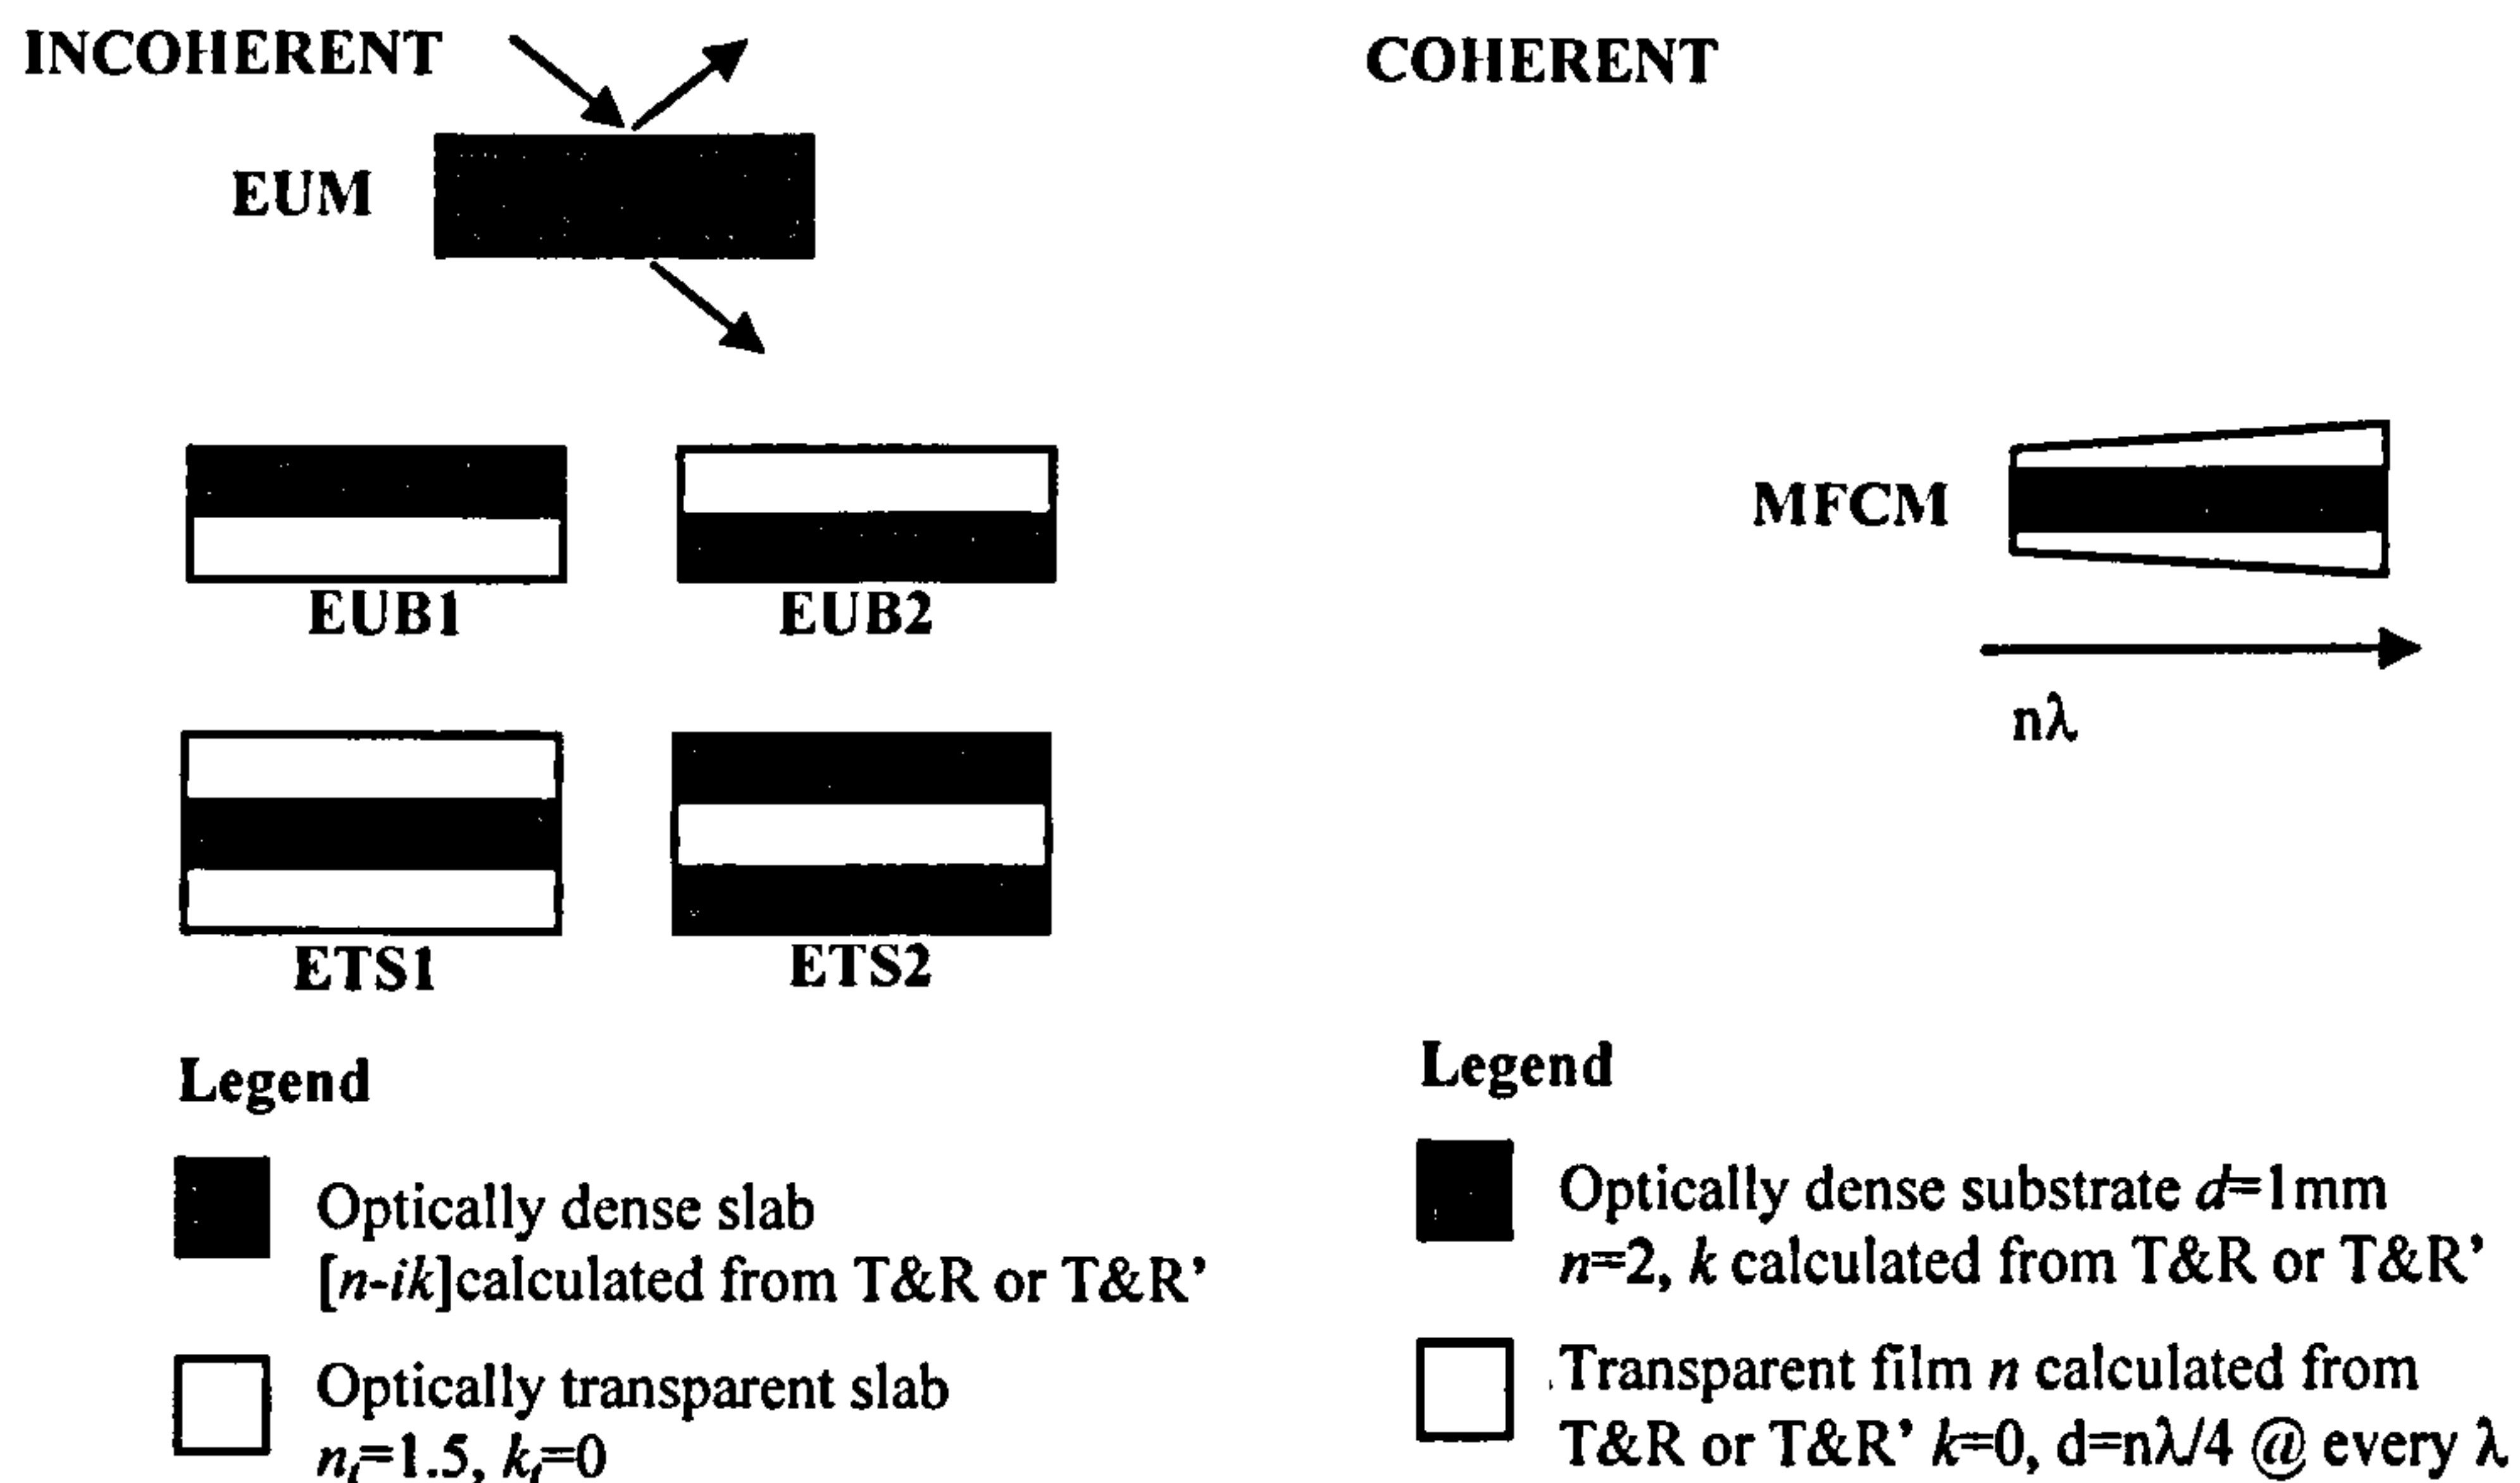 INCOHERENT
COHERENT
EUM
EUB1
EUB2
MFCM
nλ
ETS1
ETS2
Legend
Optically dense slab
[n-ik]calculated from T&R or T&R’
Optically transparent slab
nₜ=1.5, kₜ=0
Legend
Optically dense substrate d=1mm
n=2, k calculated from T&R or T&R’
Transparent film n calculated from
T&R or T&R’ k=0, d=nλ/4 @ every λ